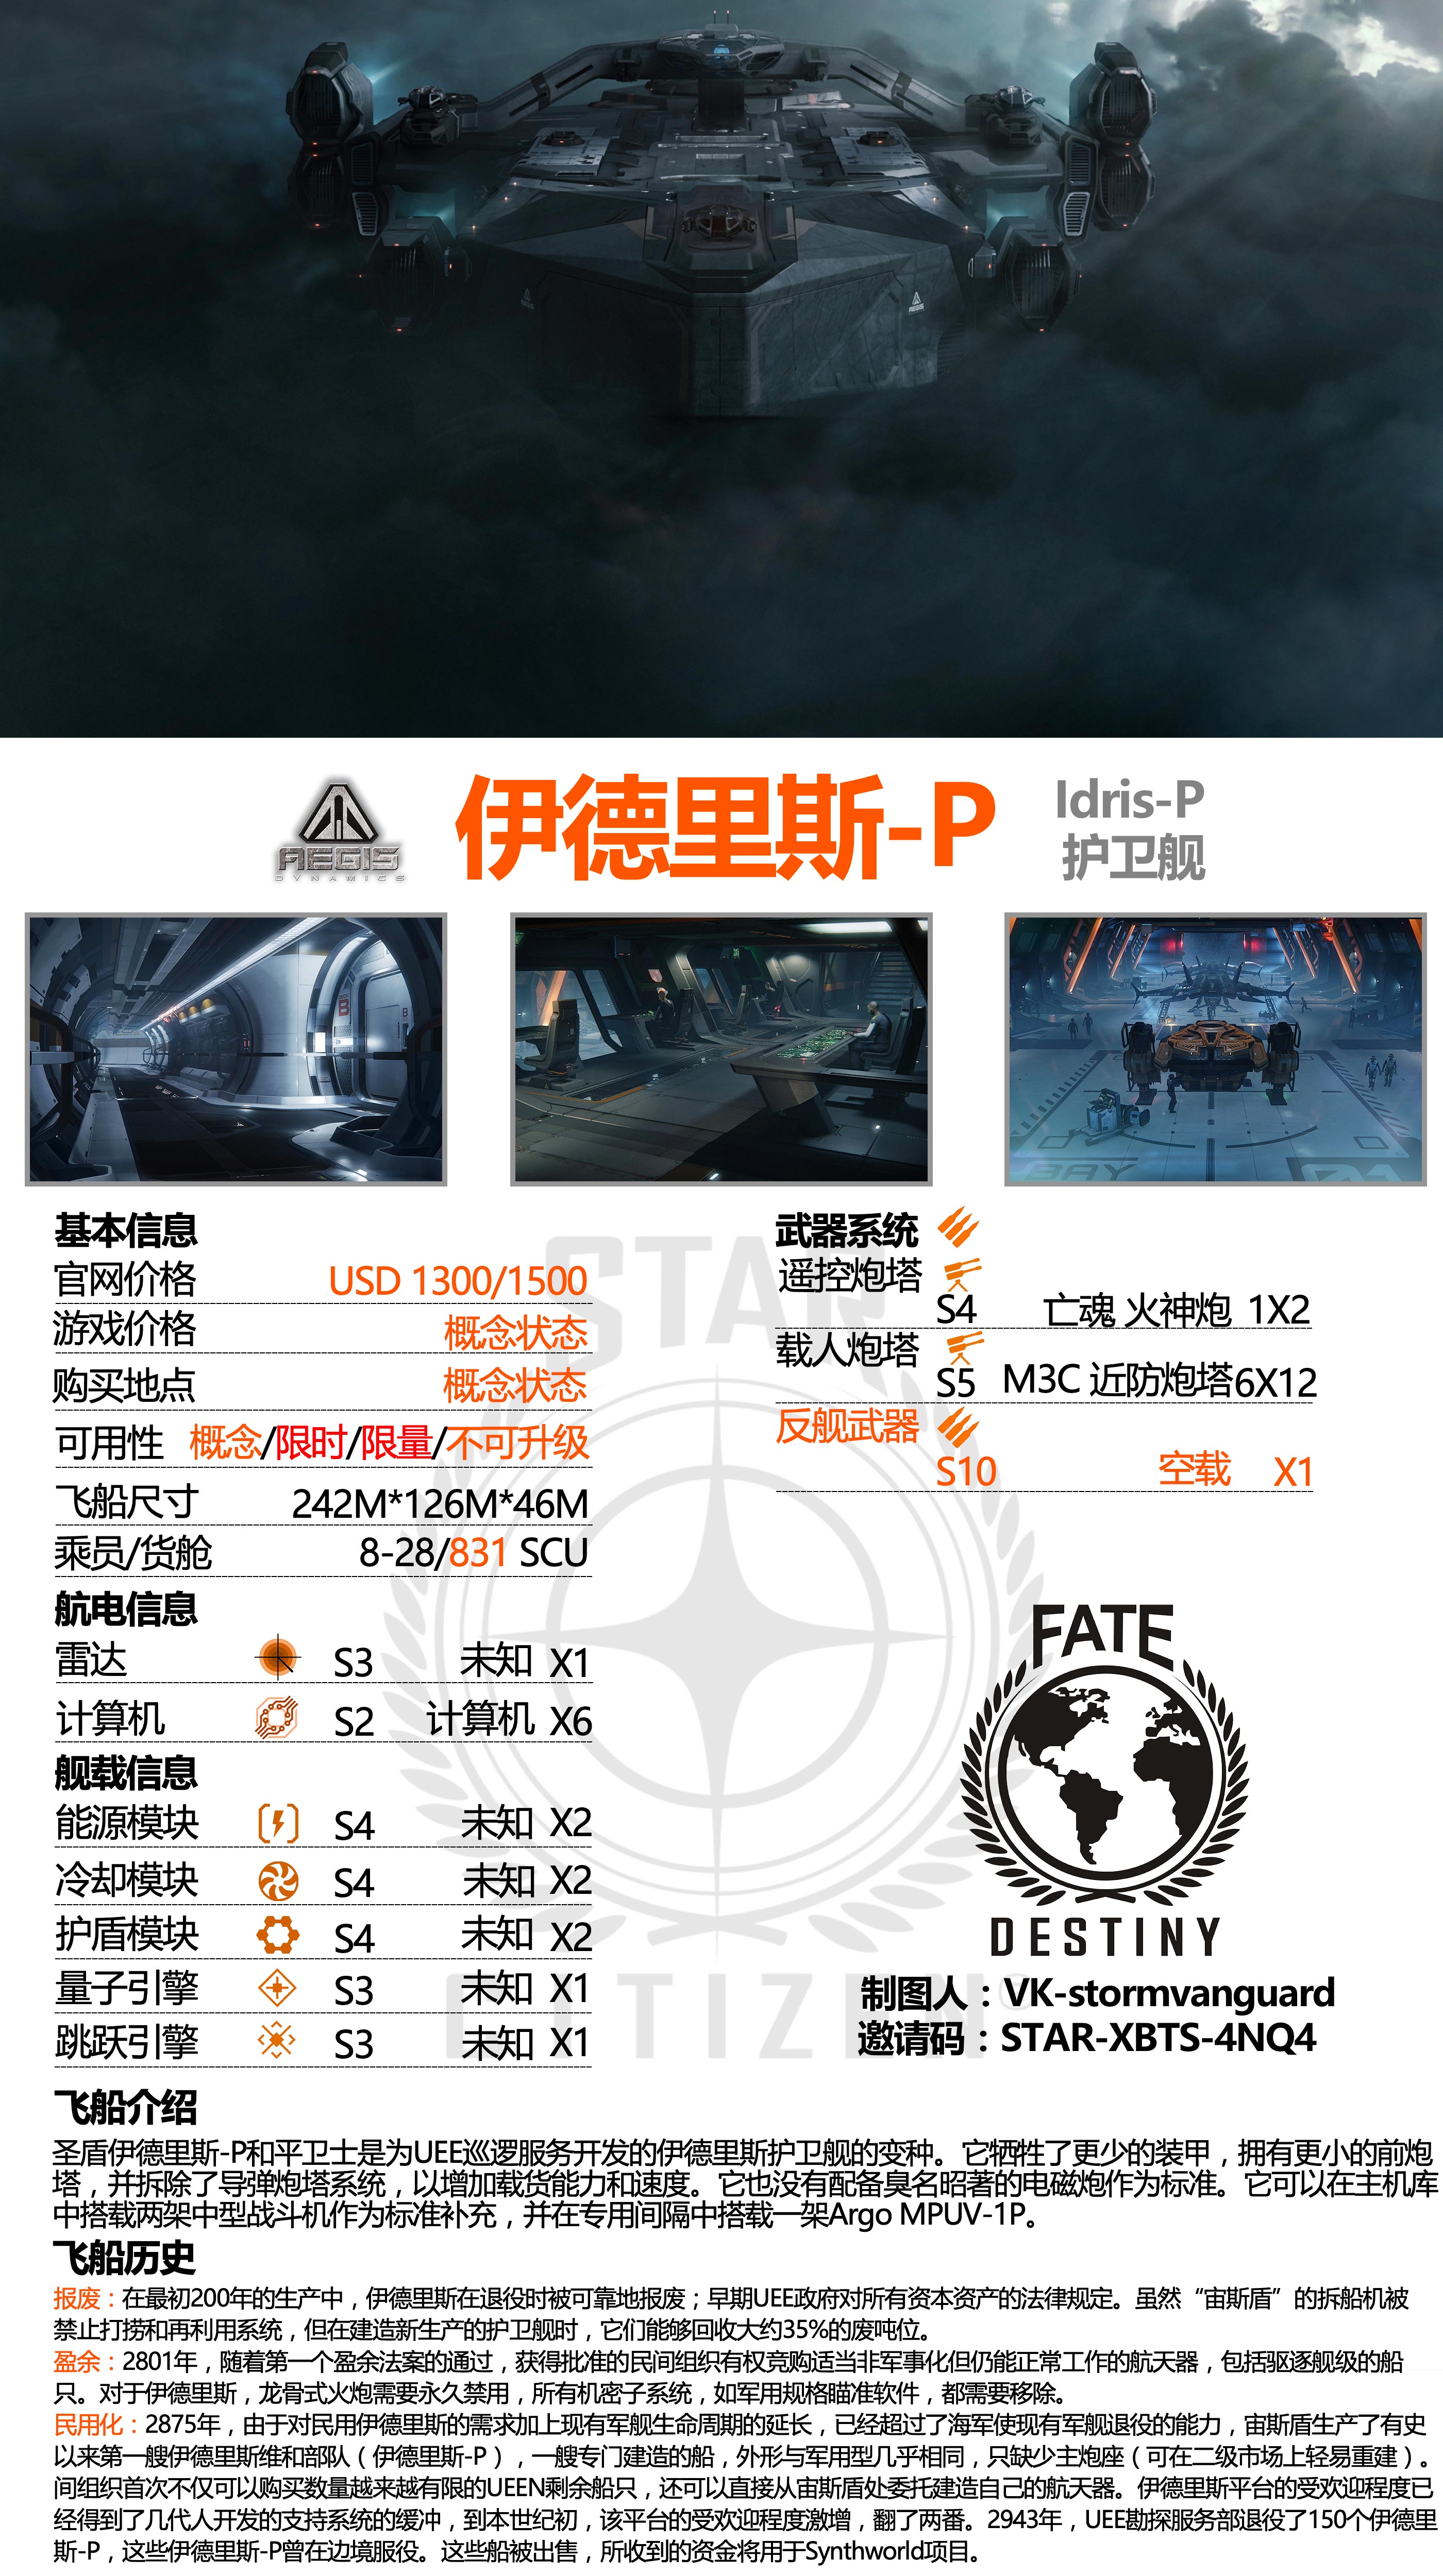 AEGIS
DYNAMICS
伊德里斯-P
Idris-P
护卫舰
基本信息
官网价格 USD 1300/1500
游戏价格 概念状态
购买地点 概念状态
可用性 概念/限时/限量/不可升级
飞船尺寸 242M*126M*46M
乘员/货舱 8-28/831 SCU
航电信息
雷达 S3 未知 X1
计算机 S2 计算机 X6
舰载信息
能源模块 S4 未知 X2
冷却模块 S4 未知 X2
护盾模块 S4 未知 X2
量子引擎 S3 未知 X1
跳跃引擎 S3 未知 X1
武器系统
遥控炮塔
S4 亡魂 火神炮 1X2
载人炮塔
S5 M3C 近防炮塔6X12
反舰武器
S10 空载 X1
STAR
CITIZEN
FATE
DESTINY
制图人：VK-stormvanguard
邀请码：STAR-XBTS-4NQ4
飞船介绍
圣盾伊德里斯-P和平卫士是为UEE巡逻服务开发的伊德里斯护卫舰的变种。它牺牲了更少的装甲，拥有更小的前炮
塔，并拆除了导弹炮塔系统，以增加载货能力和速度。它也没有配备臭名昭著的电磁炮作为标准。它可以在主机库
中搭载两架中型战斗机作为标准补充，并在专用间隔中搭载一架Argo MPUV-1P。
飞船历史
报废：在最初200年的生产中，伊德里斯在退役时被可靠地报废；早期UEE政府对所有资本资产的法律规定。虽然“宙斯盾”的拆船机被
禁止打捞和再利用系统，但在建造新生产的护卫舰时，它们能够回收大约35%的废吨位。
盈余：2801年，随着第一个盈余法案的通过，获得批准的民间组织有权竞购适当非军事化但仍能正常工作的航天器，包括驱逐舰级的船
只。对于伊德里斯，龙骨式火炮需要永久禁用，所有机密子系统，如军用规格瞄准软件，都需要移除。
民用化：2875年，由于对民用伊德里斯的需求加上现有军舰生命周期的延长，已经超过了海军使现有军舰退役的能力，宙斯盾生产了有史
以来第一艘伊德里斯维和部队（伊德里斯-P），一艘专门建造的船，外形与军用型几乎相同，只缺少主炮座（可在二级市场上轻易重建）。
间组织首次不仅可以购买数量越来越有限的UEEN剩余船只，还可以直接从宙斯盾处委托建造自己的航天器。伊德里斯平台的受欢迎程度已
经得到了几代人开发的支持系统的缓冲，到本世纪初，该平台的受欢迎程度激增，翻了两番。2943年，UEE勘探服务部退役了150个伊德里
斯-P，这些伊德里斯-P曾在边境服役。这些船被出售，所收到的资金将用于Synthworld项目。